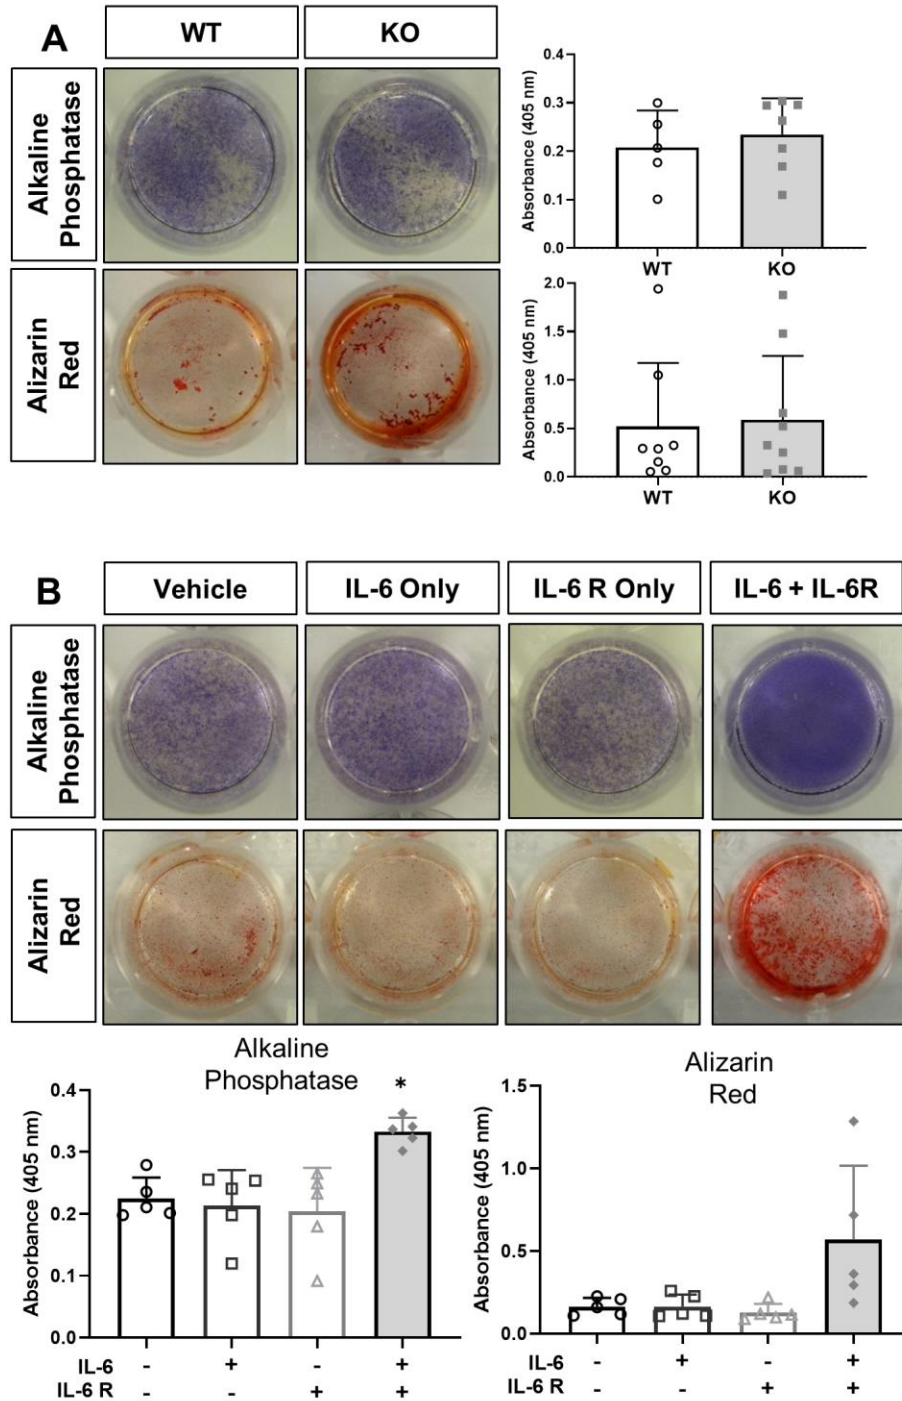 A
WT
KO
Alkaline
Phosphatase
Alizarin
Red
Absorbance (405 nm)
0.4
0.3
0.2
0.1
0.0
WT
KO
Absorbance (405 nm)
2.0
1.5
1.0
0.5
0.0
WT
KO
B
Vehicle
IL-6 Only
IL-6 R Only
IL-6 + IL-6R
Alkaline
Phosphatase
Alizarin
Red
Alkaline
Phosphatase
*
Absorbance (405 nm)
0.4
0.3
0.2
0.1
0.0
IL-6 - + - +
IL-6 R - - + +
Alizarin
Red
Absorbance (405 nm)
1.5
1.0
0.5
0.0
IL-6 - + - +
IL-6 R - - + +